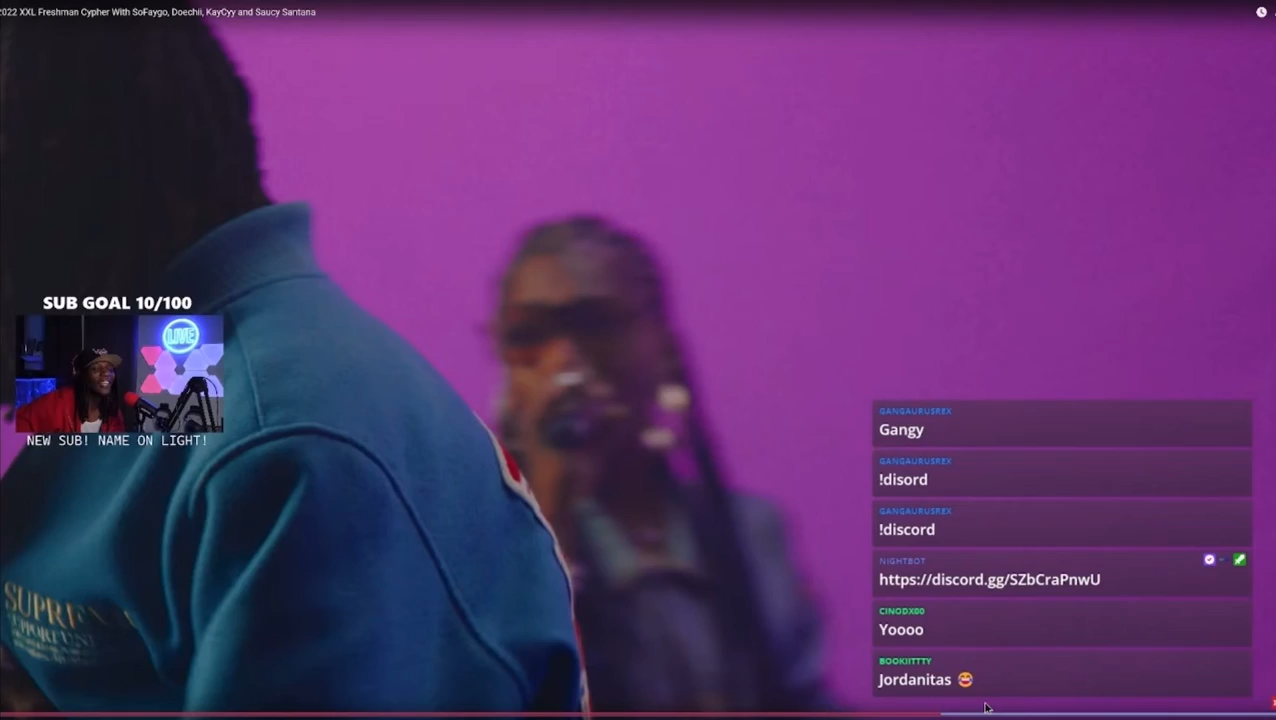 2022 XXL Freshman Cypher With SoFaygo, Doechii, KayCyy and Saucy Santana
SUB GOAL 10/100
LIVE
NEW SUB! NAME ON LIGHT!
SUPREME
GANGAURUSREX
Gangy
GANGAURUSREX
!disord
GANGAURUSREX
!discord
NIGHTBOT
https://discord.gg/SZbCraPnwU
CINODX00
Yoooo
BOOKIITTTY
Jordanitas 😂